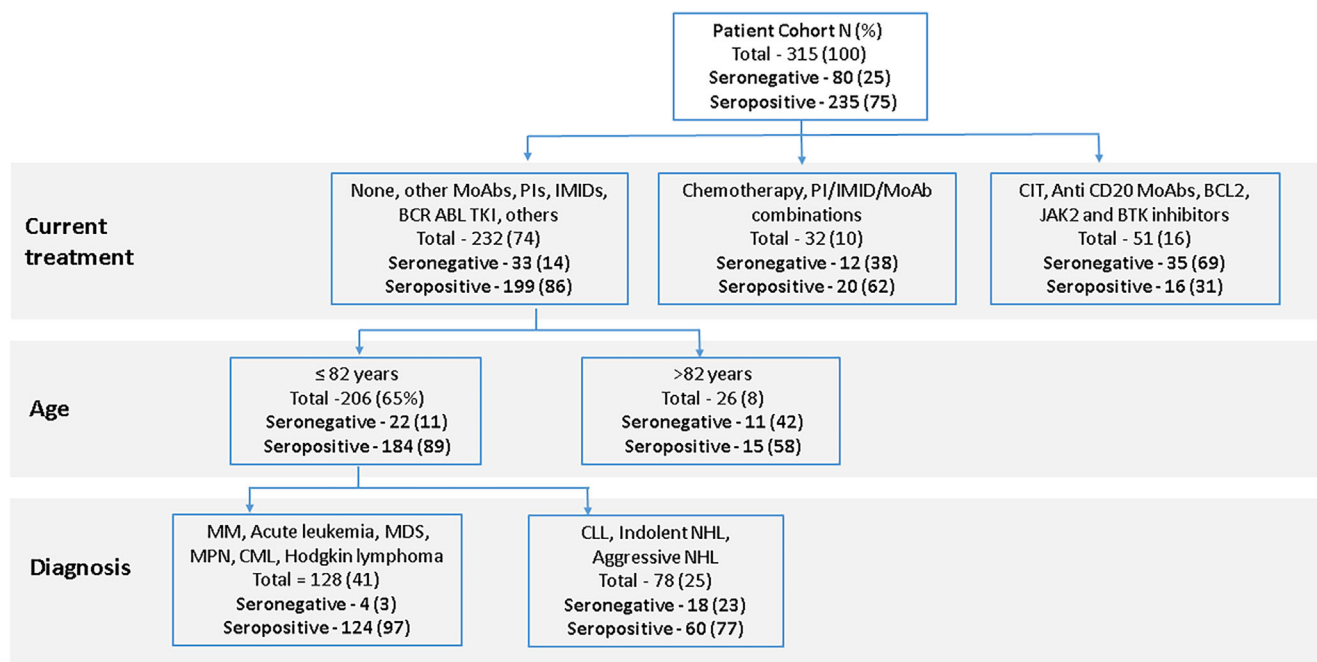 Patient Cohort N (%)
Total - 315 (100)
Seronegative - 80 (25)
Seropositive - 235 (75)
Current
treatment
None, other MoAbs, PIs, IMIDs,
BCR ABL TKI, others
Total - 232 (74)
Seronegative - 33 (14)
Seropositive - 199 (86)
Chemotherapy, PI/IMID/MoAb
combinations
Total - 32 (10)
Seronegative - 12 (38)
Seropositive - 20 (62)
CIT, Anti CD20 MoAbs, BCL2,
JAK2 and BTK inhibitors
Total - 51 (16)
Seronegative - 35 (69)
Seropositive - 16 (31)
Age
≤ 82 years
Total -206 (65%)
Seronegative - 22 (11)
Seropositive - 184 (89)
>82 years
Total - 26 (8)
Seronegative - 11 (42)
Seropositive - 15 (58)
Diagnosis
MM, Acute leukemia, MDS,
MPN, CML, Hodgkin lymphoma
Total = 128 (41)
Seronegative - 4 (3)
Seropositive - 124 (97)
CLL, Indolent NHL,
Aggressive NHL
Total - 78 (25)
Seronegative - 18 (23)
Seropositive - 60 (77)